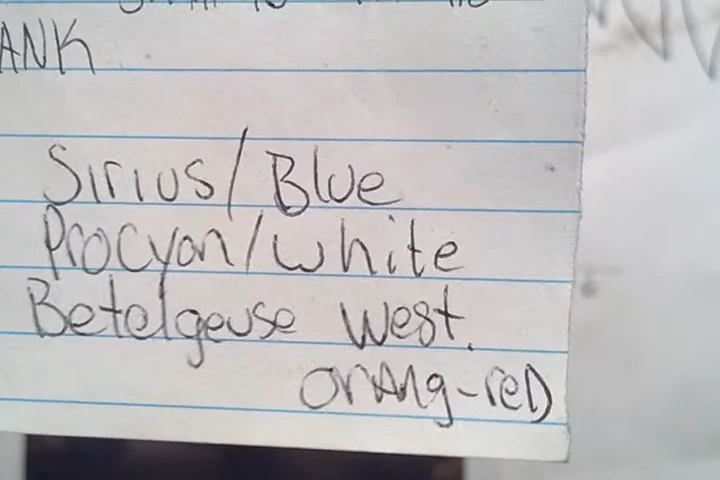 ANK
Sirius/Blue
Procyon/white
Betelgeuse west.
orang-reD